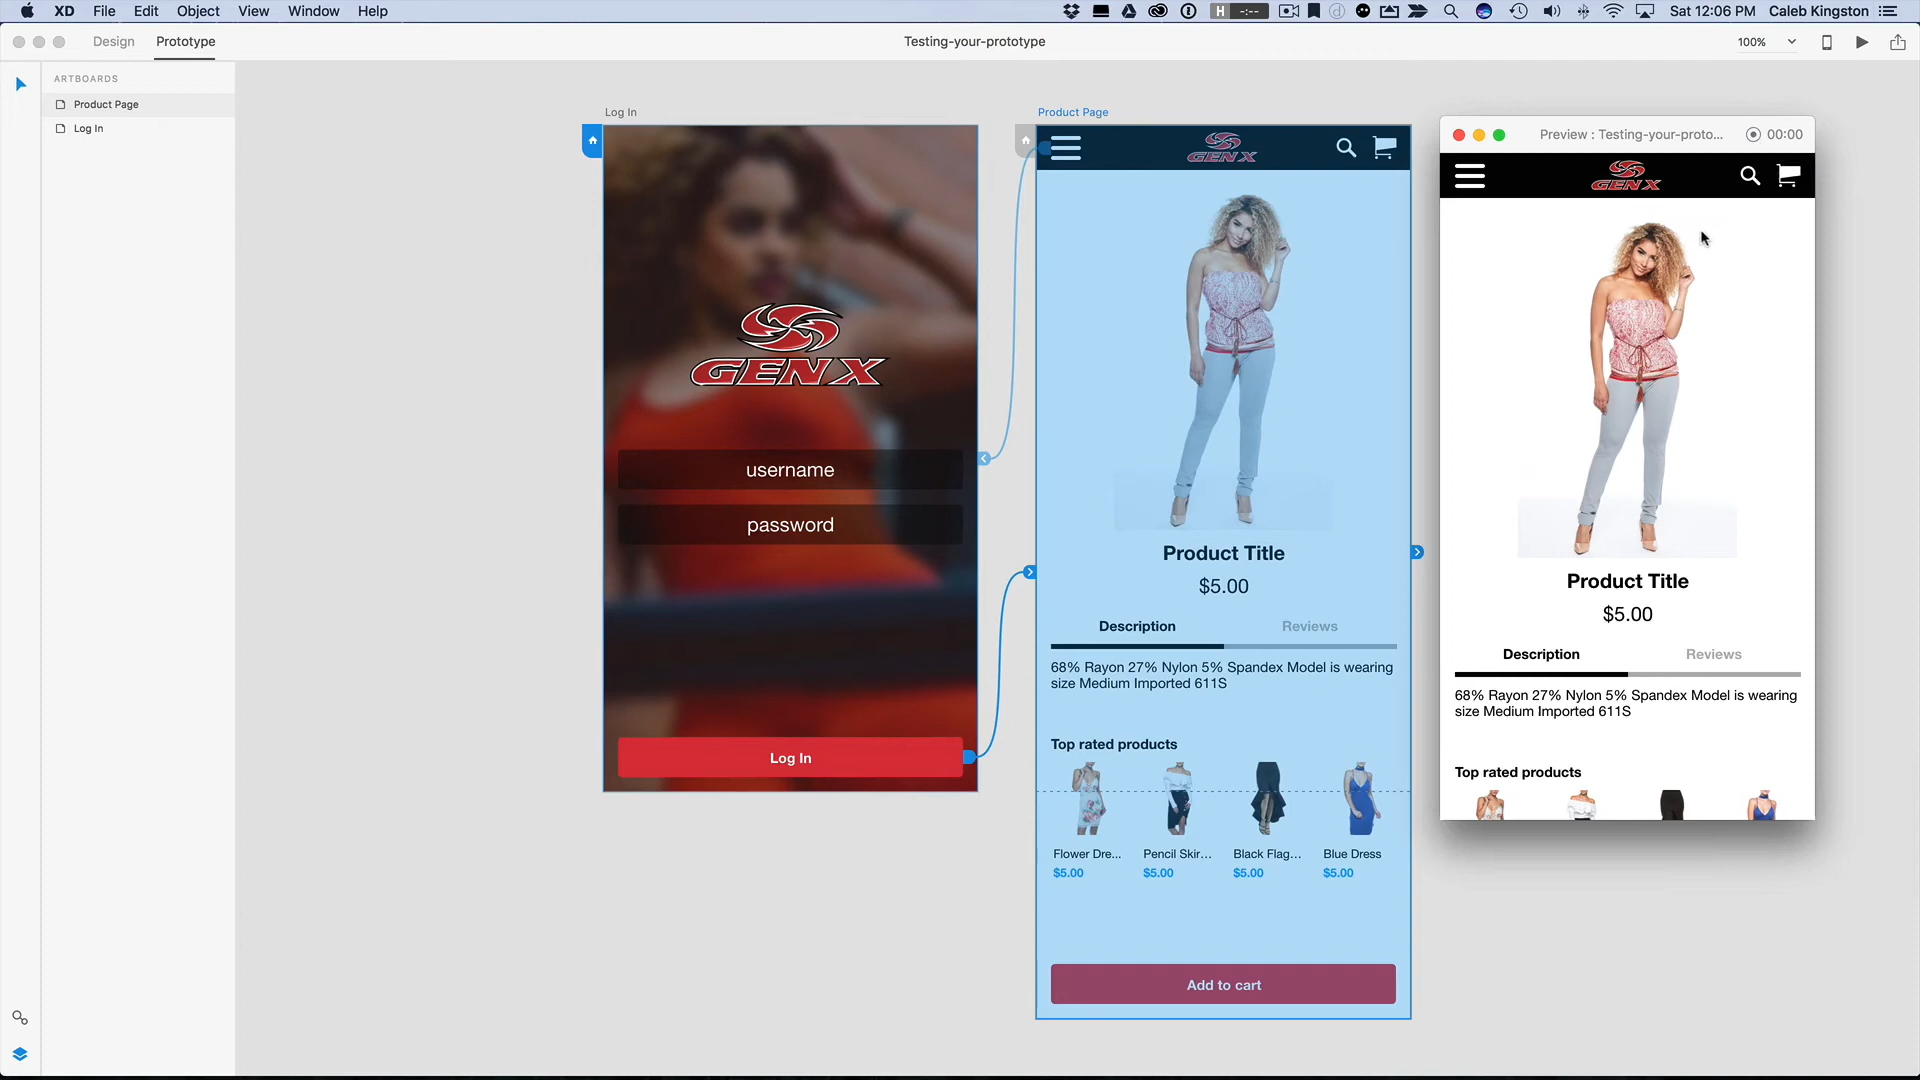 XD File Edit Object View Window Help
H -:-- Sat 12:06 PM Caleb Kingston
Design Prototype
Testing-your-prototype
100%
ARTBOARDS
Product Page
Log In
Log In
GEN X
username
password
Log In
Product Page
GEN X
Product Title
$5.00
Description Reviews
68% Rayon 27% Nylon 5% Spandex Model is wearing
size Medium Imported 611S
Top rated products
Flower Dre... Pencil Skir... Black Flag... Blue Dress
$5.00 $5.00 $5.00 $5.00
Add to cart
Preview : Testing-your-proto... 00:00
GEN X
Product Title
$5.00
Description Reviews
68% Rayon 27% Nylon 5% Spandex Model is wearing
size Medium Imported 611S
Top rated products